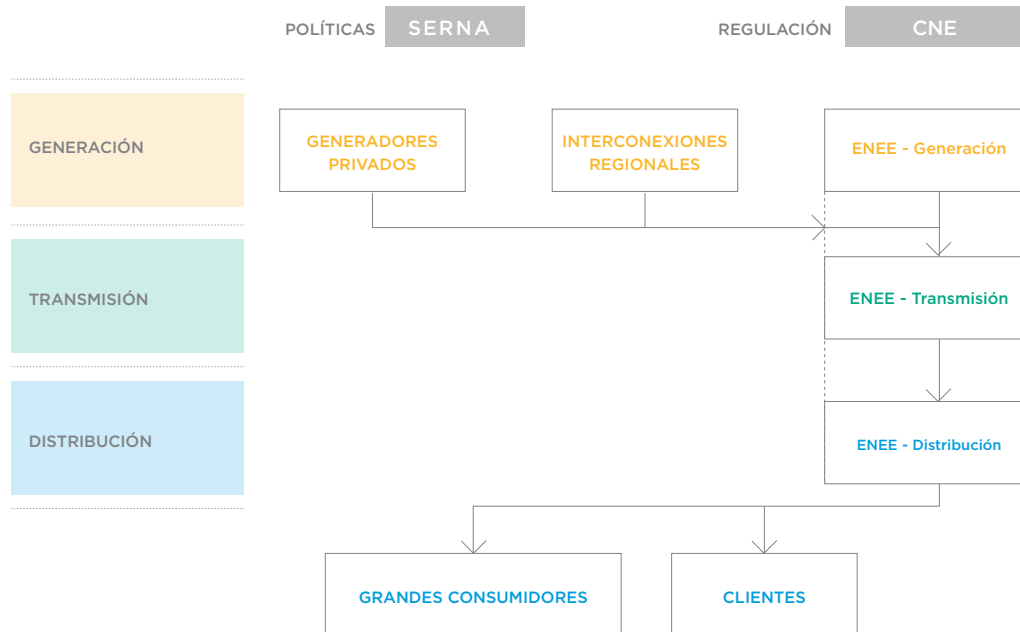 POLÍTICAS SERNA REGULACIÓN CNE
GENERACIÓN
GENERADORES
PRIVADOS
INTERCONEXIONES
REGIONALES
ENEE - Generación
TRANSMISIÓN
ENEE - Transmisión
DISTRIBUCIÓN
ENEE - Distribución
GRANDES CONSUMIDORES
CLIENTES